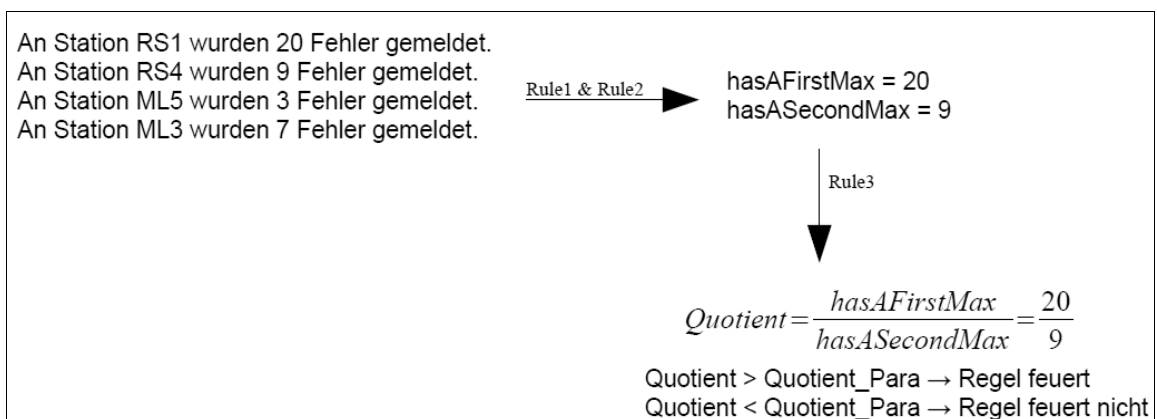 An Station RS1 wurden 20 Fehler gemeldet.
An Station RS4 wurden 9 Fehler gemeldet.
An Station ML5 wurden 3 Fehler gemeldet.
An Station ML3 wurden 7 Fehler gemeldet.
Rule1 & Rule2
hasAFirstMax = 20
hasASecondMax = 9
Rule3
Quotient = hasAFirstMax / hasASecondMax = 20 / 9
Quotient > Quotient_Para → Regel feuert
Quotient < Quotient_Para → Regel feuert nicht